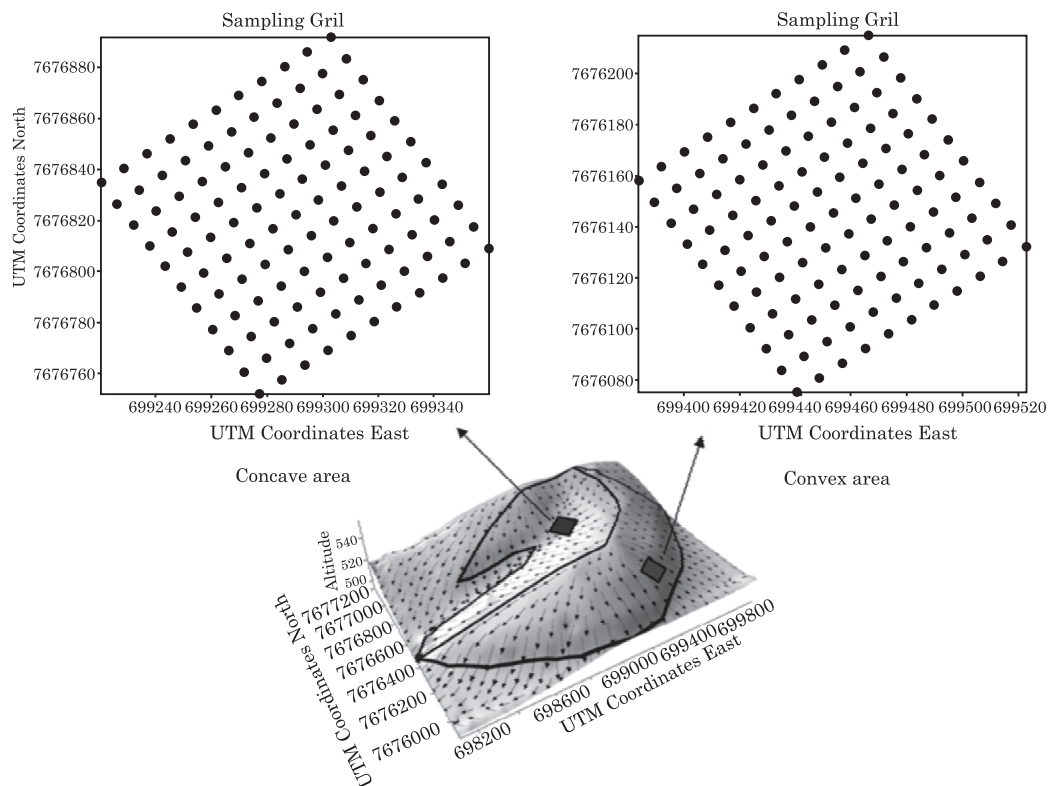 Sampling Gril
7676880
7676860
7676840
7676820
7676800
7676780
7676760
UTM Coordinates North
699240 699260 699280 699300 699320 699340
UTM Coordinates East
Concave area
Sampling Gril
7676200
7676180
7676160
7676140
7676120
7676100
7676080
699400 699420 699440 699460 699480 699500 699520
UTM Coordinates East
Convex area
Altitude
540
520
500
7677200
7677000
7676800
7676600
7676400
7676200
7676000
UTM Coordinates North
698200 698600 699000 699400 699800
UTM Coordinates East